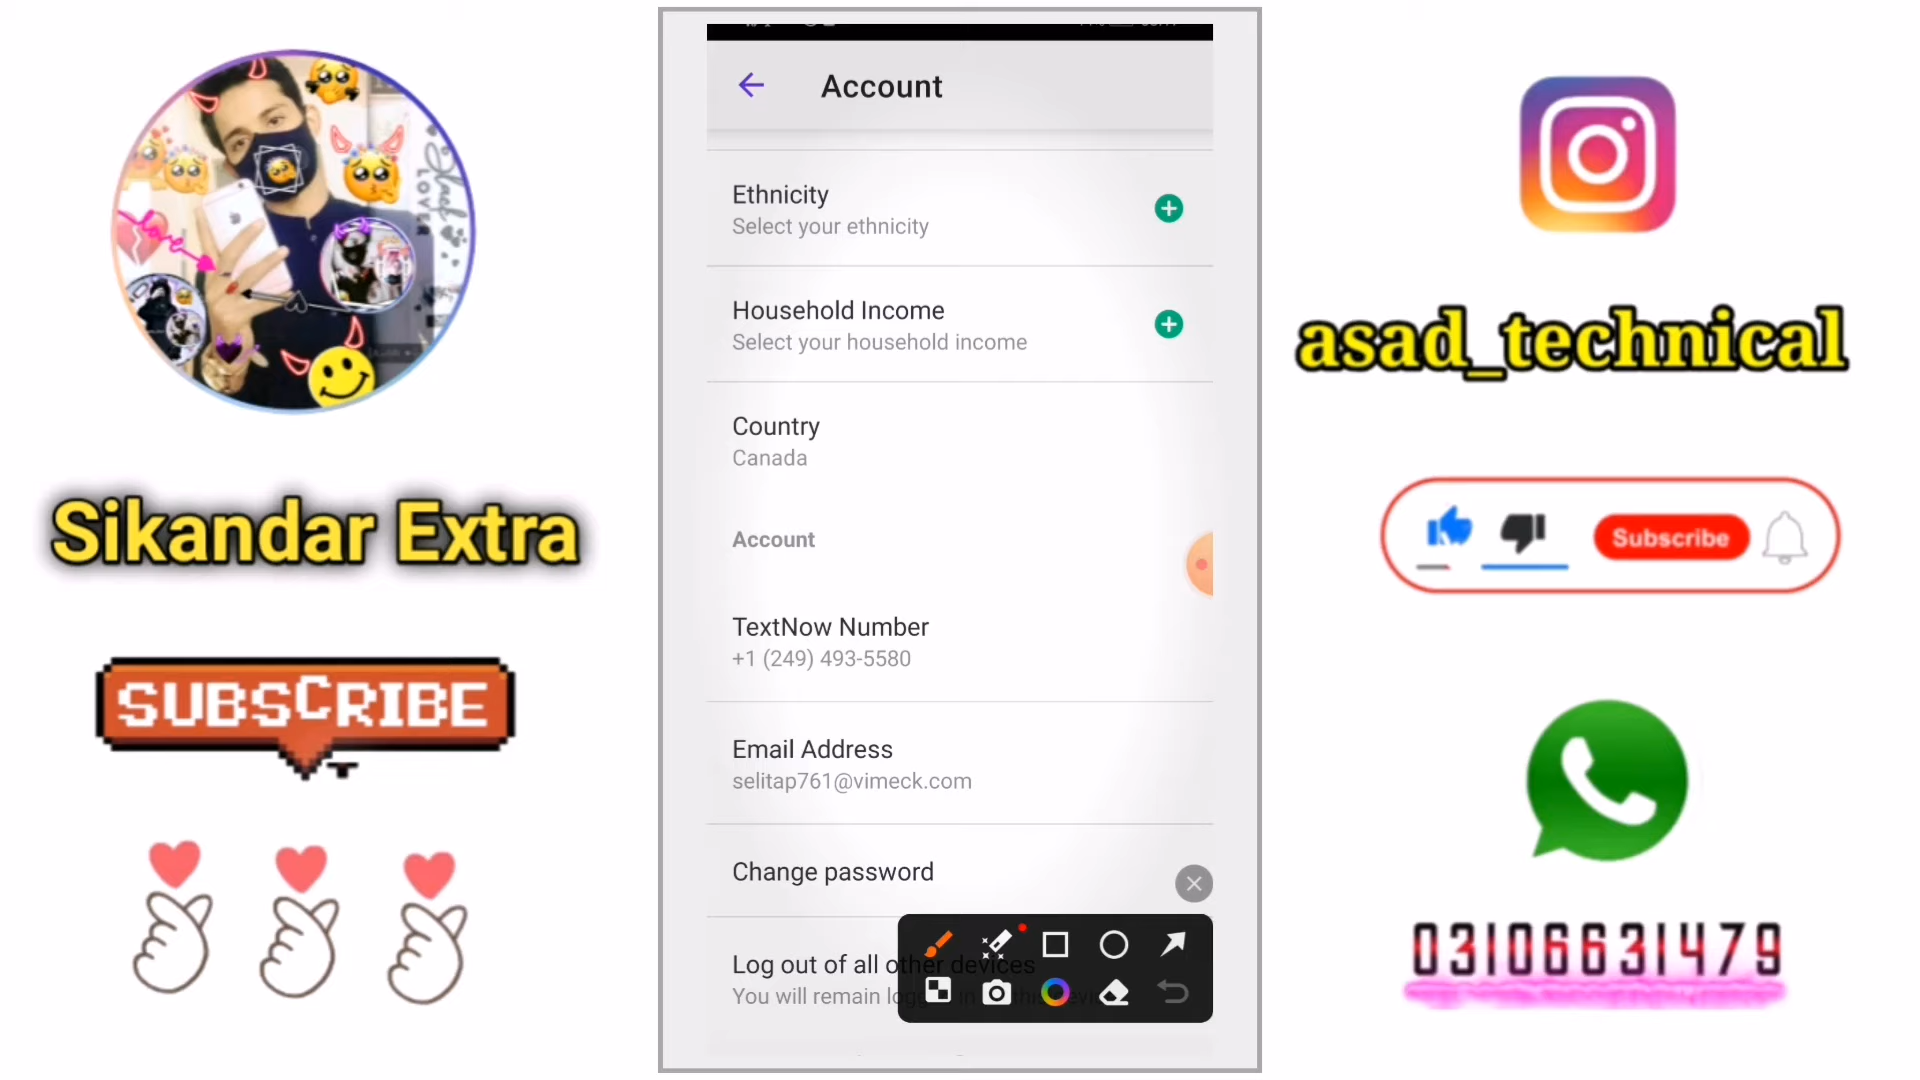 Account
Ethnicity
Select your ethnicity
Household Income
Select your household income
Country
Canada
Account
TextNow Number
+1 (249) 493-5580
Email Address
selitap761@vimeck.com
Change password
Log out of all other devices
You will remain
love
LOVER
Sikandar Extra
SUBSCRIBE
asad_technical
Subscribe
03106631479